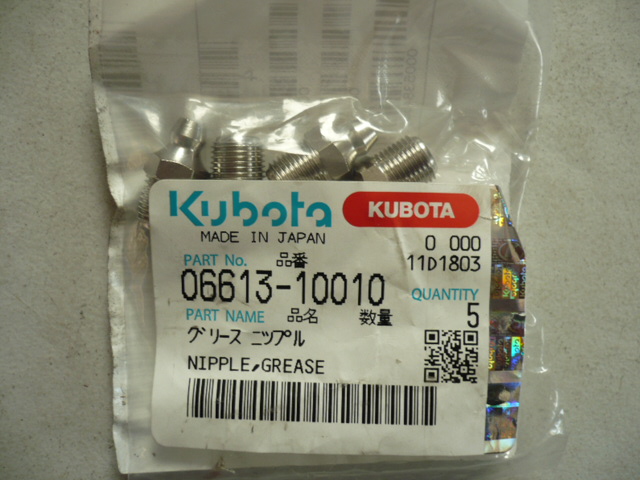 Kubota KUBOTA
MADE IN JAPAN 0 000
PART No. 品番 11D1803
06613-10010 QUANTITY
PART NAME 品名 数量 5
グリース ニップル
NIPPLE,GREASE